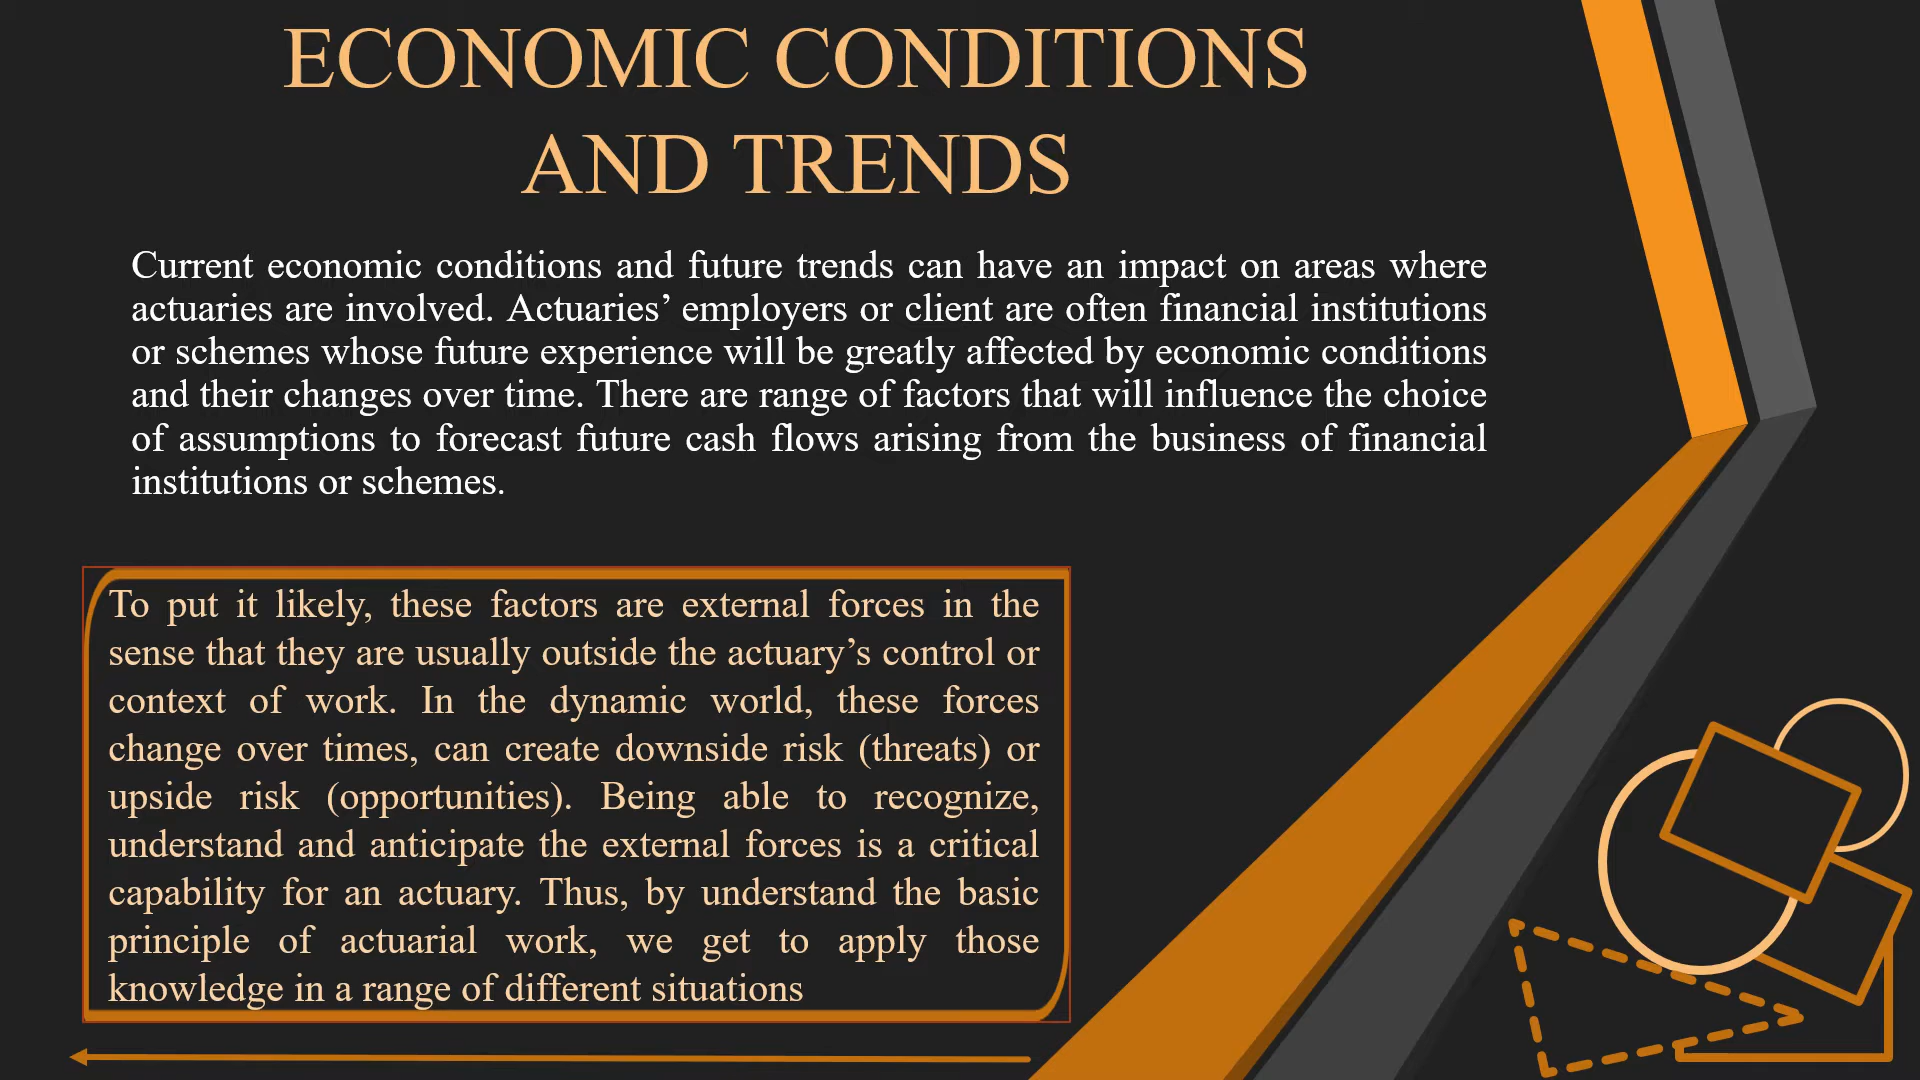 ECONOMIC CONDITIONS
AND TRENDS
Current economic conditions and future trends can have an impact on areas where
actuaries are involved. Actuaries’ employers or client are often financial institutions
or schemes whose future experience will be greatly affected by economic conditions
and their changes over time. There are range of factors that will influence the choice
of assumptions to forecast future cash flows arising from the business of financial
institutions or schemes.
To put it likely, these factors are external forces in the
sense that they are usually outside the actuary’s control or
context of work. In the dynamic world, these forces
change over times, can create downside risk (threats) or
upside risk (opportunities). Being able to recognize,
understand and anticipate the external forces is a critical
capability for an actuary. Thus, by understand the basic
principle of actuarial work, we get to apply those
knowledge in a range of different situations